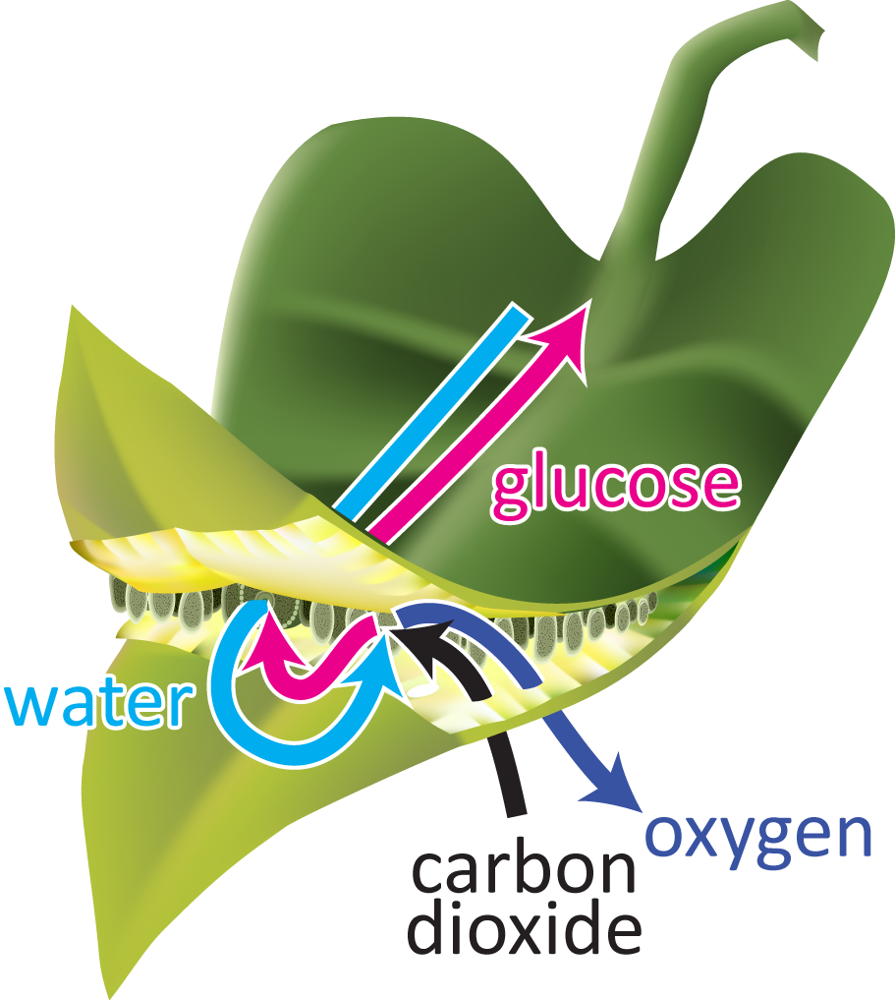 glucose
water
oxygen
carbon
dioxide